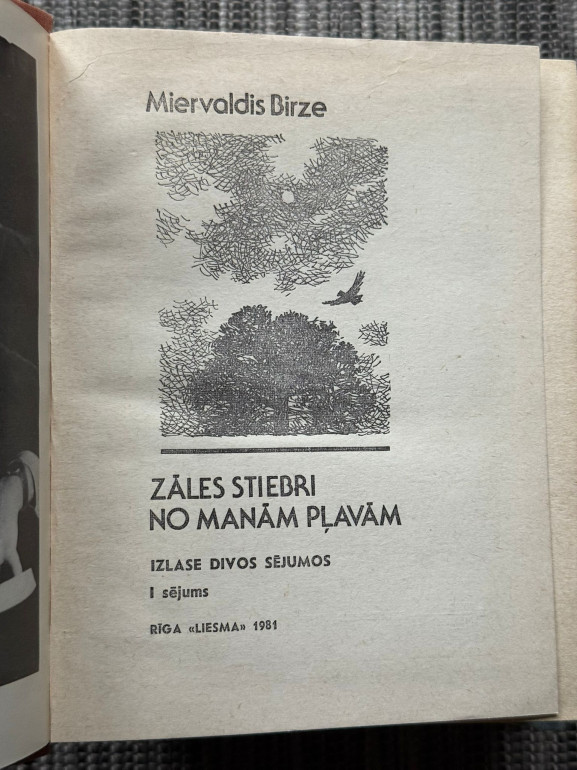 Miervaldis Birze
ZĀLES STIEBRI
NO MANĀM PĻAVĀM
IZLASE DIVOS SĒJUMOS
I sējums
RĪGA «LIESMA» 1981